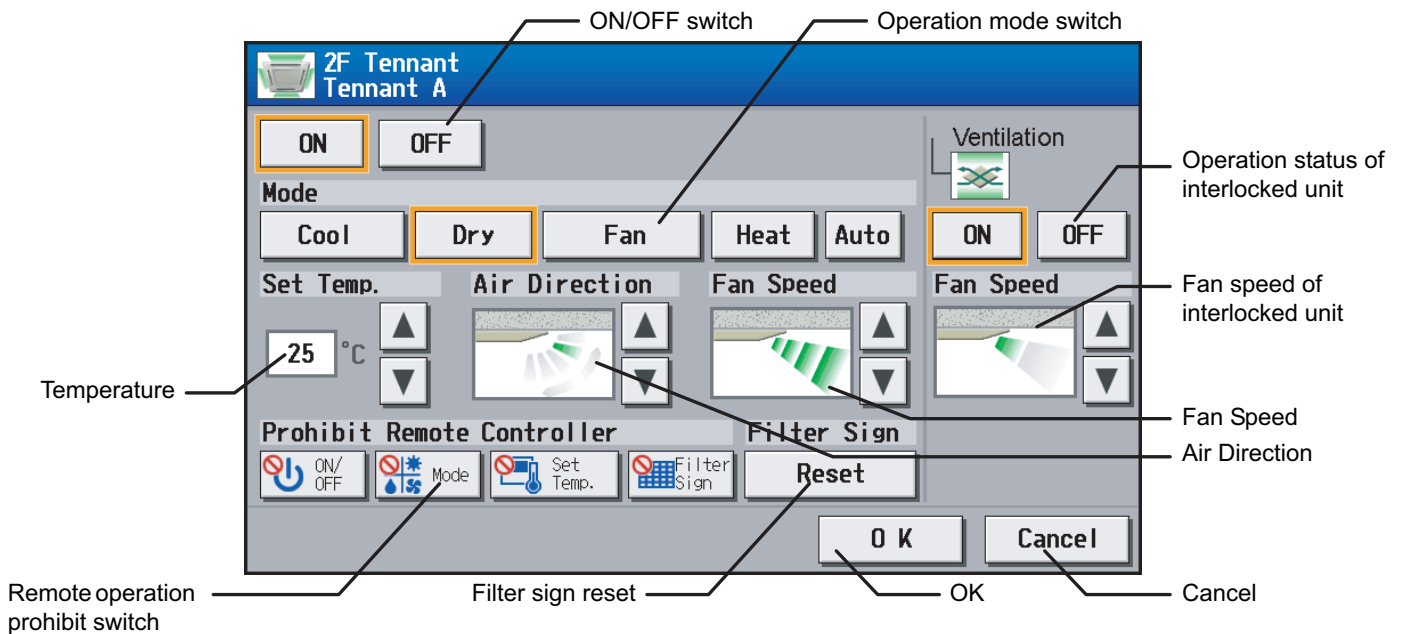 ON/OFF switch
Operation mode switch
2F Tennant
Tennant A
ON
OFF
Ventilation
Operation status of
interlocked unit
Mode
Cool
Dry
Fan
Heat
Auto
ON
OFF
Set Temp.
Air Direction
Fan Speed
Fan Speed
Fan speed of
interlocked unit
25 °C
Temperature
Fan Speed
Air Direction
Prohibit Remote Controller
Filter Sign
ON/
OFF
Mode
Set
Temp.
Filter
Sign
Reset
O K
Cancel
Remote operation
prohibit switch
Filter sign reset
OK
Cancel